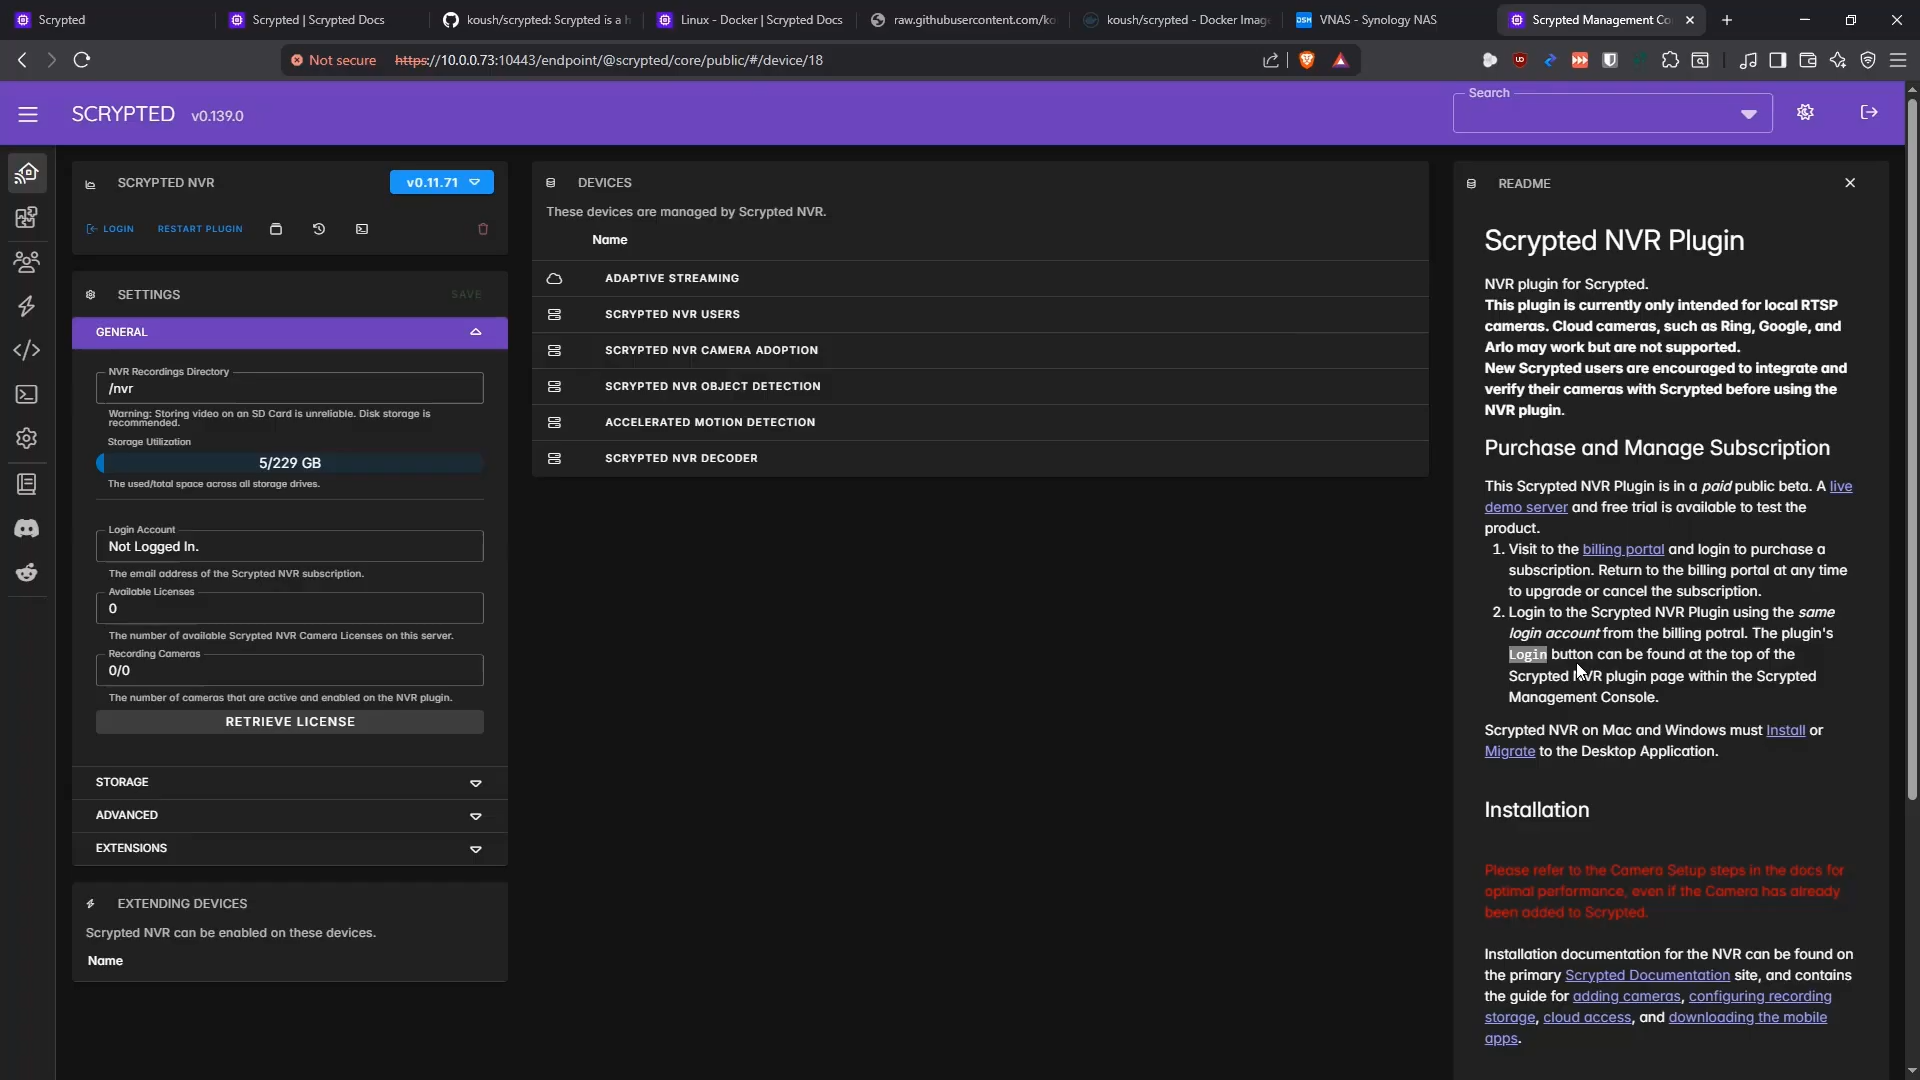 Scrypted
Scrypted | Scrypted Docs
koush/scrypted: Scrypted is a h
Linux - Docker | Scrypted Docs
raw.githubusercontent.com/ko
koush/scrypted - Docker Image
VNAS - Synology NAS
Scrypted Management Co
Not secure
https://10.0.0.73:10443/endpoint/@scrypted/core/public/#/device/18
SCRYPTED v0.139.0
Search
SCRYPTED NVR
v0.11.71
LOGIN
RESTART PLUGIN
SETTINGS
SAVE
GENERAL
NVR Recordings Directory
/nvr
Warning: Storing video on an SD Card is unreliable. Disk storage is
recommended.
Storage Utilization
5/229 GB
The used/total space across all storage drives.
Login Account
Not Logged In.
The email address of the Scrypted NVR subscription.
Available Licenses
0
The number of available Scrypted NVR Camera Licenses on this server.
Recording Cameras
0/0
The number of cameras that are active and enabled on the NVR plugin.
RETRIEVE LICENSE
STORAGE
ADVANCED
EXTENSIONS
EXTENDING DEVICES
Scrypted NVR can be enabled on these devices.
Name
DEVICES
These devices are managed by Scrypted NVR.
Name
ADAPTIVE STREAMING
SCRYPTED NVR USERS
SCRYPTED NVR CAMERA ADOPTION
SCRYPTED NVR OBJECT DETECTION
ACCELERATED MOTION DETECTION
SCRYPTED NVR DECODER
README
Scrypted NVR Plugin
NVR plugin for Scrypted.
This plugin is currently only intended for local RTSP
cameras. Cloud cameras, such as Ring, Google, and
Arlo may work but are not supported.
New Scrypted users are encouraged to integrate and
verify their cameras with Scrypted before using the
NVR plugin.
Purchase and Manage Subscription
This Scrypted NVR Plugin is in a paid public beta. A live
demo server and free trial is available to test the
product.
1. Visit to the billing portal and login to purchase a
subscription. Return to the billing portal at any time
to upgrade or cancel the subscription.
2. Login to the Scrypted NVR Plugin using the same
login account from the billing potral. The plugin's
Login button can be found at the top of the
Scrypted NVR plugin page within the Scrypted
Management Console.
Scrypted NVR on Mac and Windows must Install or
Migrate to the Desktop Application.
Installation
Please refer to the Camera Setup steps in the docs for
optimal performance, even if the Camera has already
been added to Scrypted.
Installation documentation for the NVR can be found on
the primary Scrypted Documentation site, and contains
the guide for adding cameras, configuring recording
storage, cloud access, and downloading the mobile
apps.